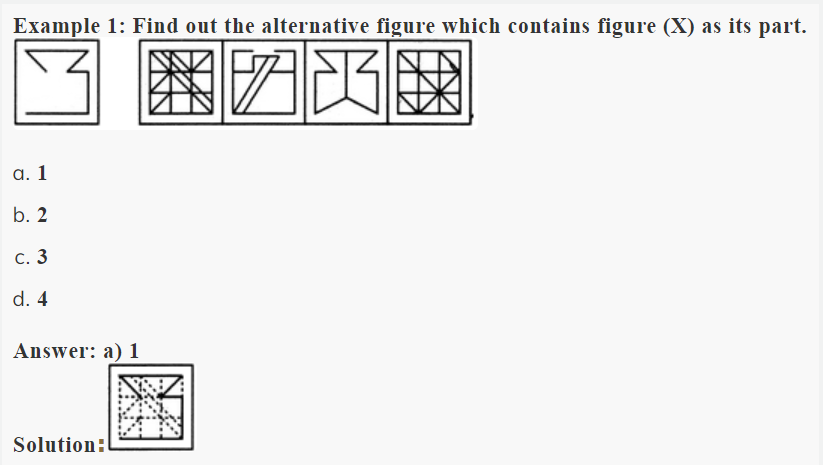 Example 1: Find out the alternative figure which contains figure (X) as its part.
a. 1
b. 2
c. 3
d. 4
Answer: a) 1
Solution: